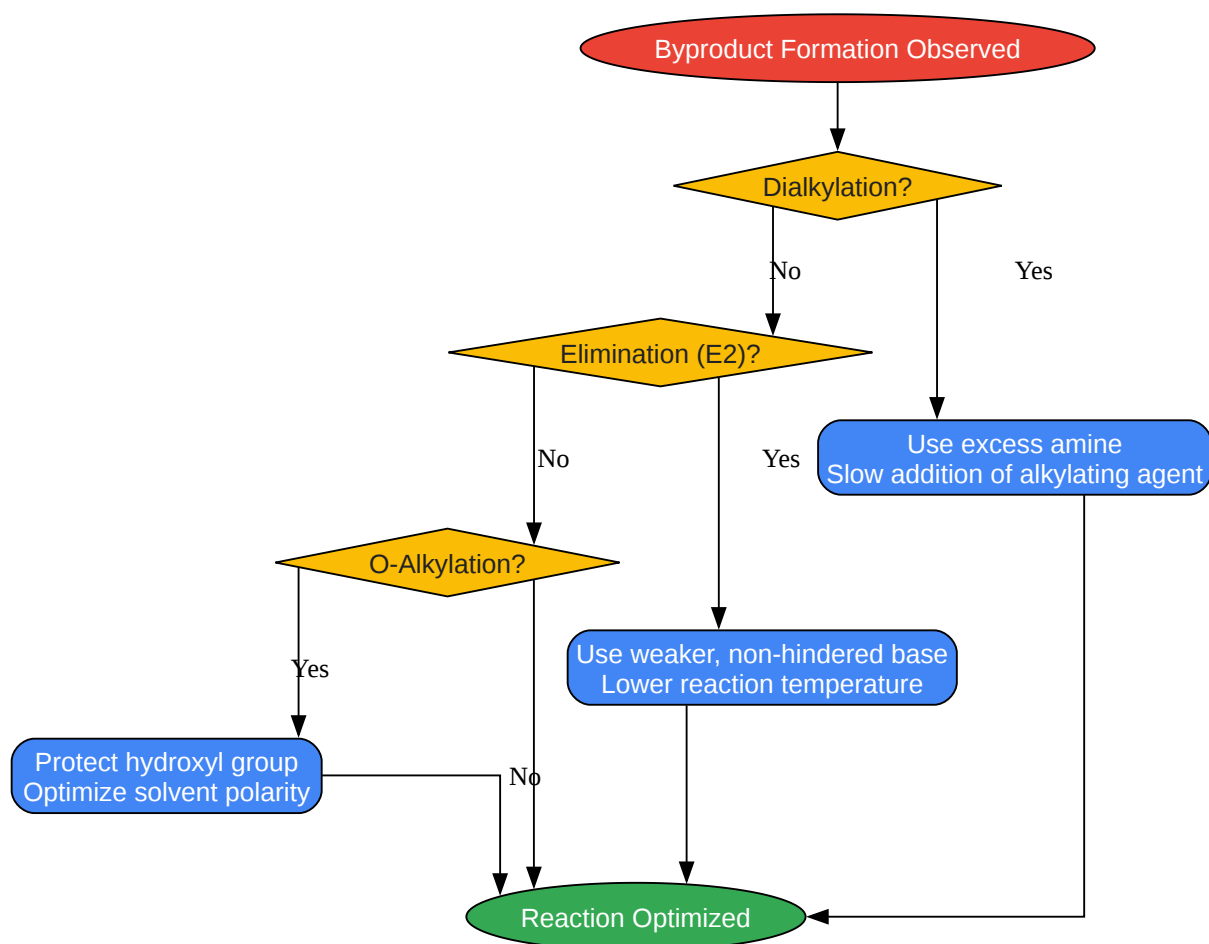 Byproduct Formation Observed
Dialkylation?
No
Yes
Elimination (E2)?
No
Yes
Use excess amine
Slow addition of alkylating agent
O-Alkylation?
Yes
Use weaker, non-hindered base
Lower reaction temperature
Protect hydroxyl group
Optimize solvent polarity
No
Reaction Optimized